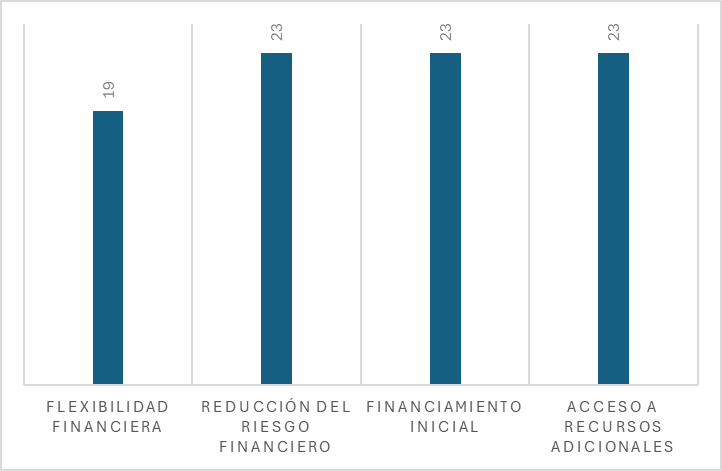 19
23
23
23
FLEXIBILIDAD
FINANCIERA
REDUCCIÓN DEL
RIESGO
FINANCIERO
FINANCIAMIENTO
INICIAL
ACCESO A
RECURSOS
ADICIONALES